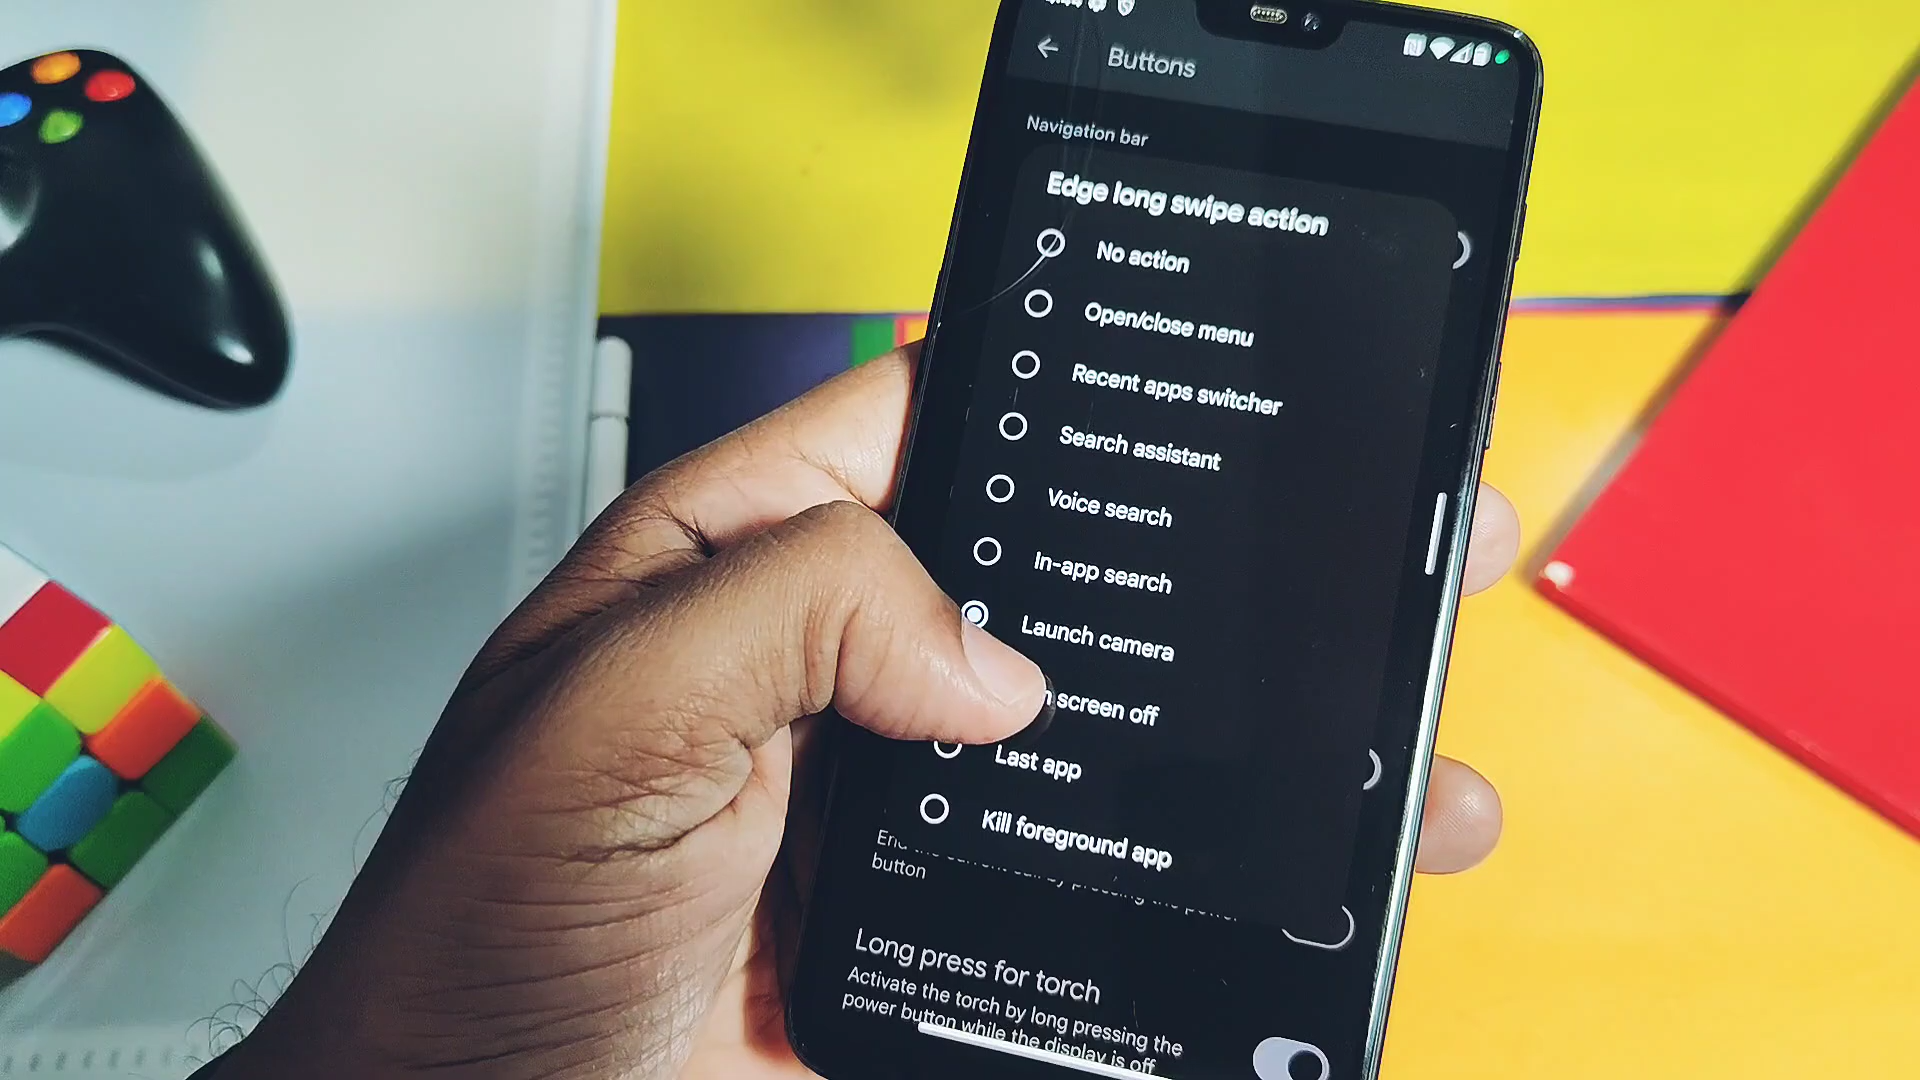 Buttons
Navigation bar
Edge long swipe action
No action
Open/close menu
Recent apps switcher
Search assistant
Voice search
In-app search
Launch camera
screen off
Last app
Kill foreground app
button
Long press for torch
Activate the torch by long pressing the
power button while the display is off